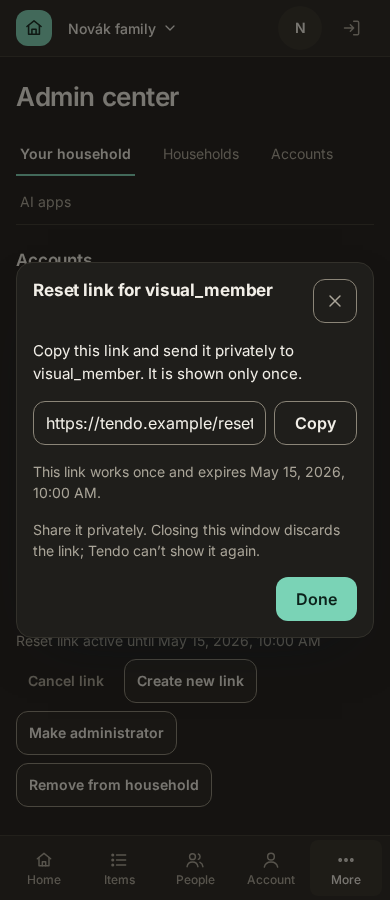 Novák family
N
Admin center
Your household
Households
Accounts
AI apps
Accounts
Reset link for visual_member
Copy this link and send it privately to
visual_member. It is shown only once.
https://tendo.example/reset
Copy
This link works once and expires May 15, 2026,
10:00 AM.
Share it privately. Closing this window discards
the link; Tendo can’t show it again.
Done
Reset link active until May 15, 2026, 10:00 AM
Cancel link
Create new link
Make administrator
Remove from household
Home
Items
People
Account
More